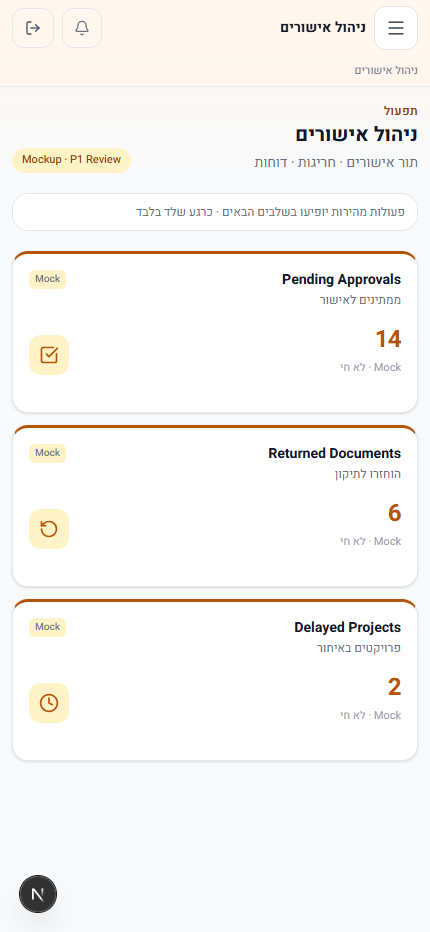 ניהול אישורים
ניהול אישורים
תפעול
ניהול אישורים
תור אישורים · חריגות · דוחות
Mockup · P1 Review
פעולות מהירות יופיעו בשלבים הבאים · כרגע שלד בלבד
Pending Approvals
Mock
ממתינים לאישור
14
Mock · לא חי
Returned Documents
Mock
הוחזרו לתיקון
6
Mock · לא חי
Delayed Projects
Mock
פרויקטים באיחור
2
Mock · לא חי
N